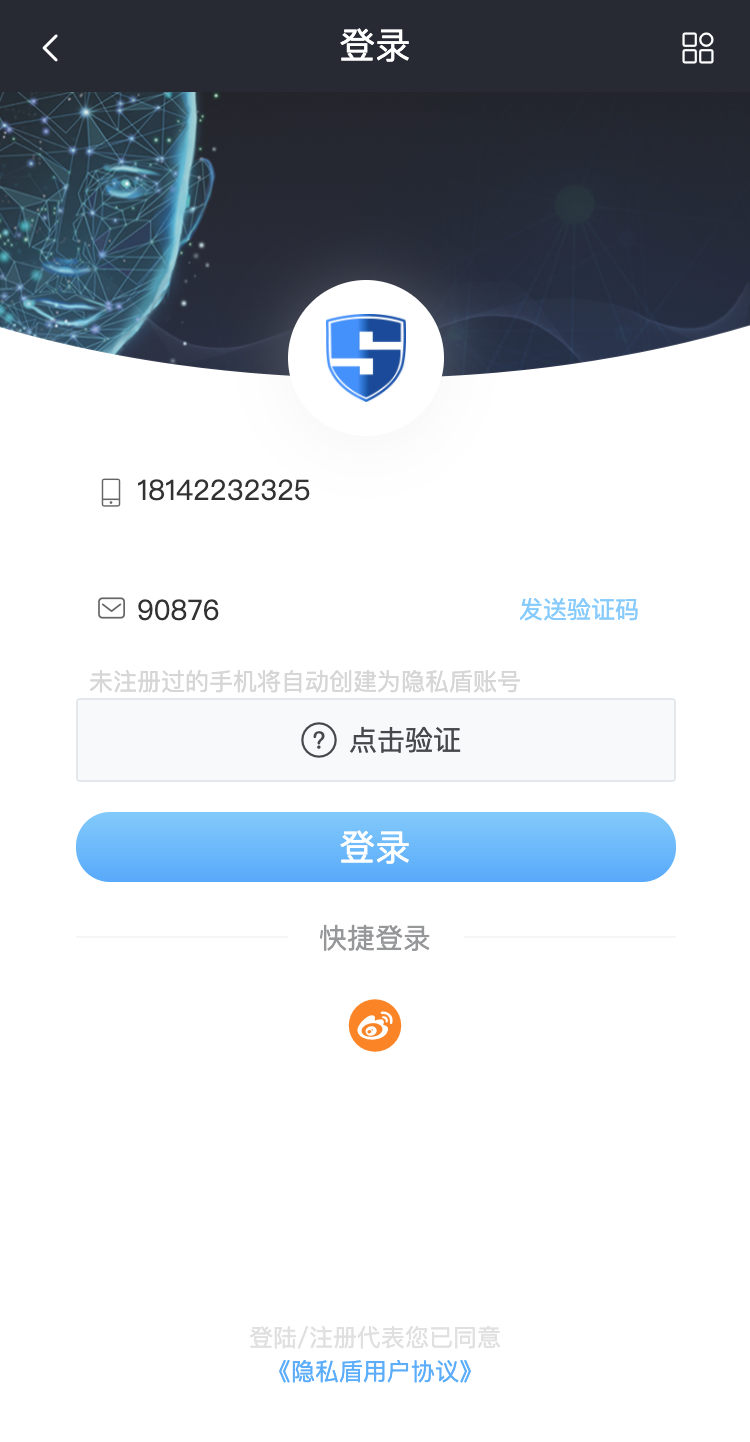 登录
18142232325
90876
发送验证码
未注册过的手机将自动创建为隐私盾账号
点击验证
登录
快捷登录
登陆/注册代表您已同意
《隐私盾用户协议》